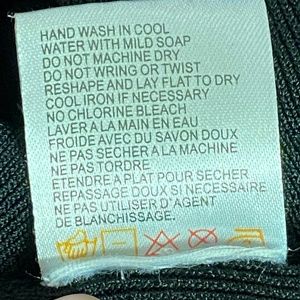 HAND WASH IN COOL
WATER WITH MILD SOAP
DO NOT MACHINE DRY
DO NOT WRING OR TWIST
RESHAPE AND LAY FLAT TO DRY
COOL IRON IF NECESSARY
NO CHLORINE BLEACH
LAVER A LA MAIN EN EAU
FROIDE AVEC DU SAVON DOUX
NE PAS SECHER A LA MACHINE
NE PAS TORDRE
ETENDRE A PLAT POUR SECHER
REPASSAGE DOUX SI NECESSAIRE
NE PAS UTILISER D'AGENT
DE BLANCHISSAGE.